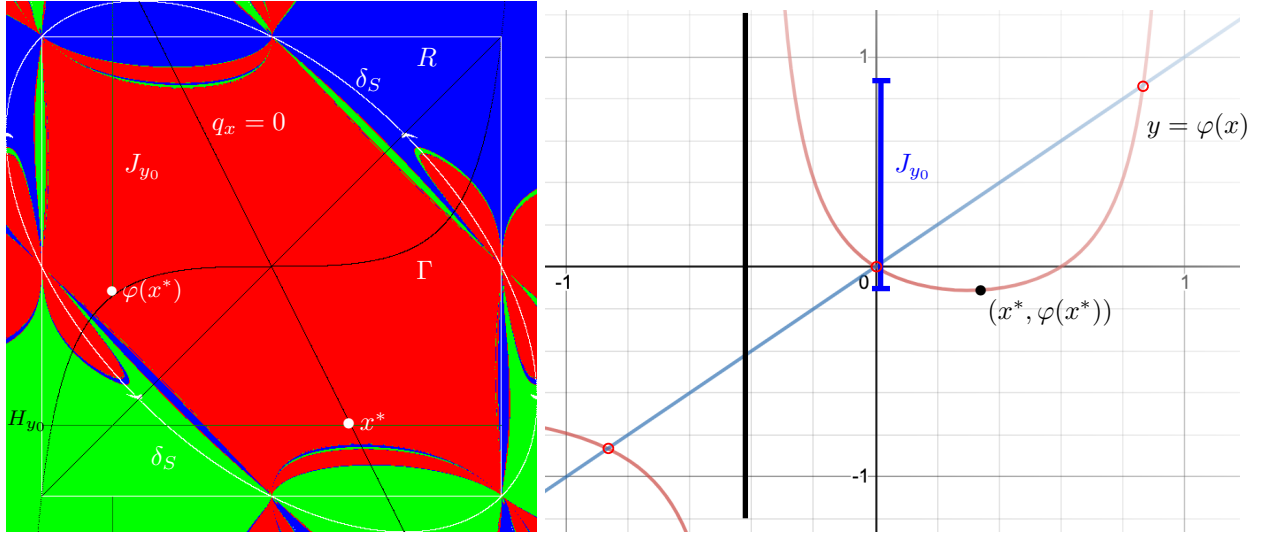 R
δ_S
q_x = 0
J_{y_0}
Γ
φ(x*)
H_{y_0}
x*
δ_S
1
y = φ(x)
J_{y_0}
-1
0
1
(x*, φ(x*))
-1